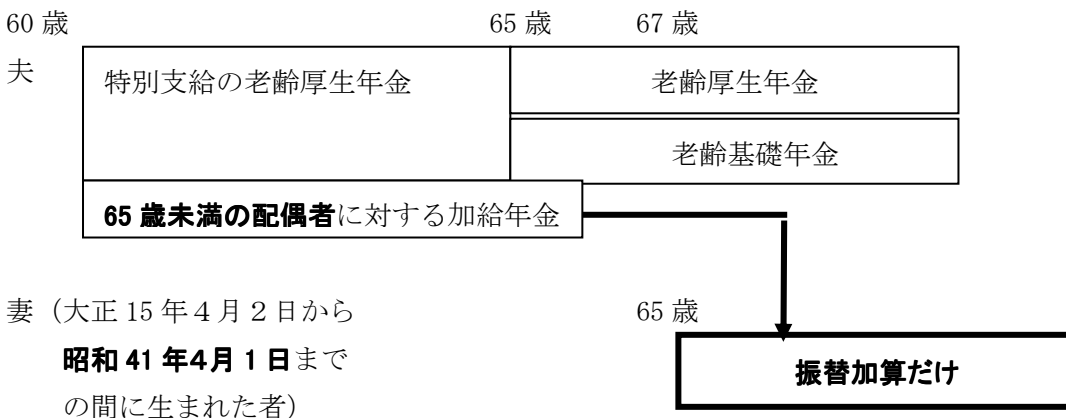 60 歳 65 歳 67 歳
夫
特別支給の老齢厚生年金 老齢厚生年金
老齢基礎年金
65 歳未満の配偶者に対する加給年金
妻（大正 15 年４月２日から 65 歳
昭和 41 年4月 1 日まで
の間に生まれた者）
振替加算だけ